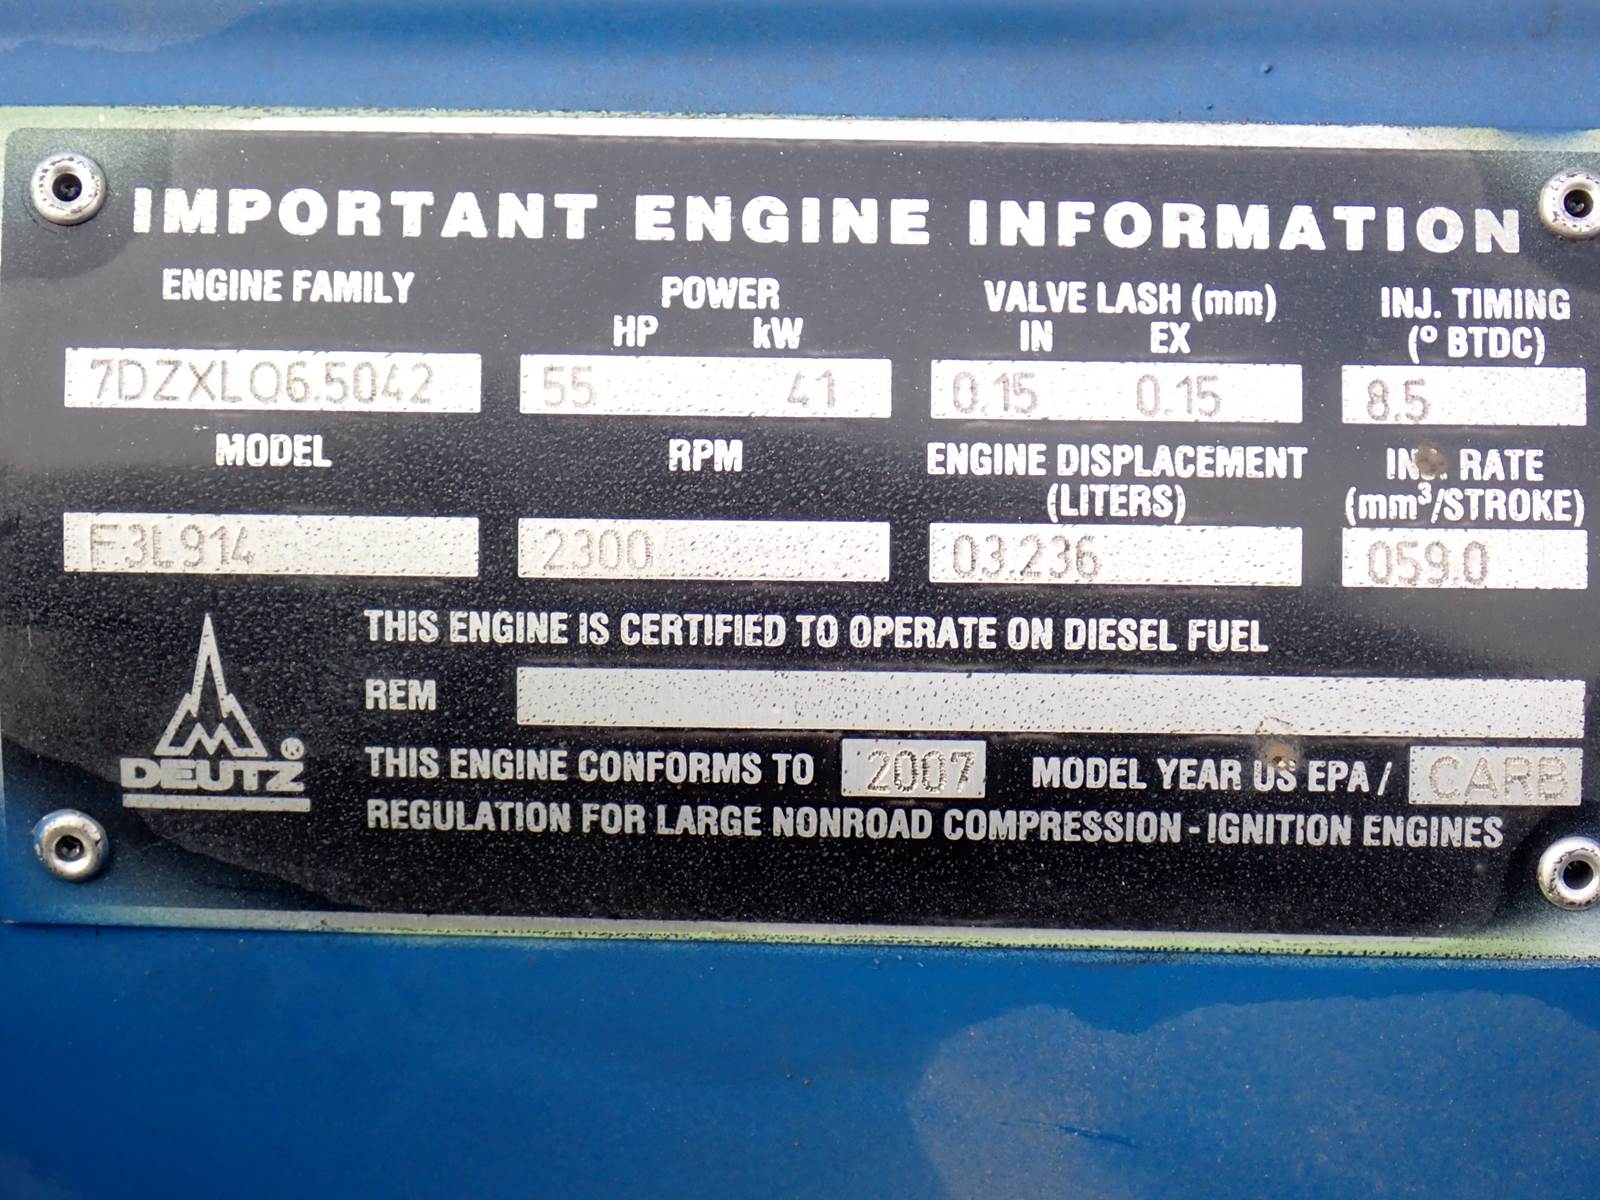 IMPORTANT ENGINE INFORMATION
ENGINE FAMILY POWER VALVE LASH (mm) INJ. TIMING
HP kW IN EX (° BTDC)
7DZXL06.5042 55 41 0.15 0.15 8.5
MODEL RPM ENGINE DISPLACEMENT INJ. RATE
(LITERS) (mm³/STROKE)
F3L914 2300 03.236 059.0
THIS ENGINE IS CERTIFIED TO OPERATE ON DIESEL FUEL
REM
DEUTZ ®
THIS ENGINE CONFORMS TO 2007 MODEL YEAR US EPA / CARB
REGULATION FOR LARGE NONROAD COMPRESSION - IGNITION ENGINES